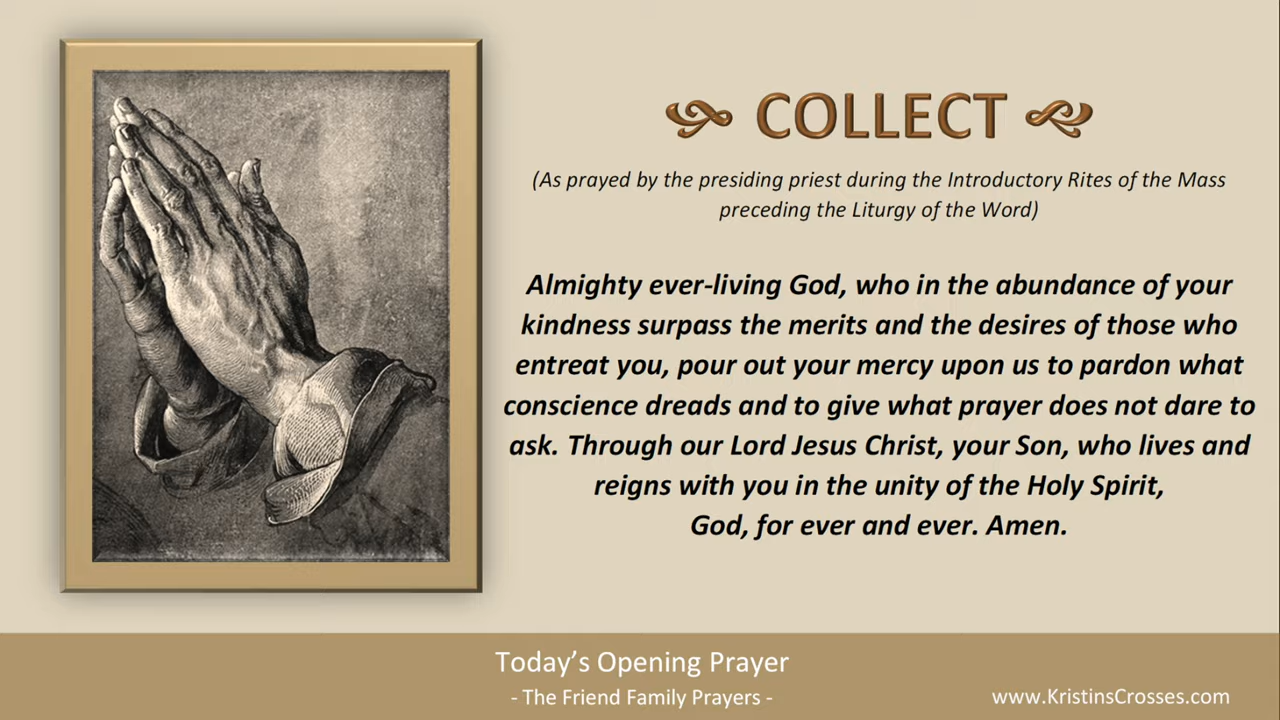 COLLECT
(As prayed by the presiding priest during the Introductory Rites of the Mass
preceding the Liturgy of the Word)
Almighty ever-living God, who in the abundance of your
kindness surpass the merits and the desires of those who
entreat you, pour out your mercy upon us to pardon what
conscience dreads and to give what prayer does not dare to
ask. Through our Lord Jesus Christ, your Son, who lives and
reigns with you in the unity of the Holy Spirit,
God, for ever and ever. Amen.
Today’s Opening Prayer
- The Friend Family Prayers -
www.KristinsCrosses.com